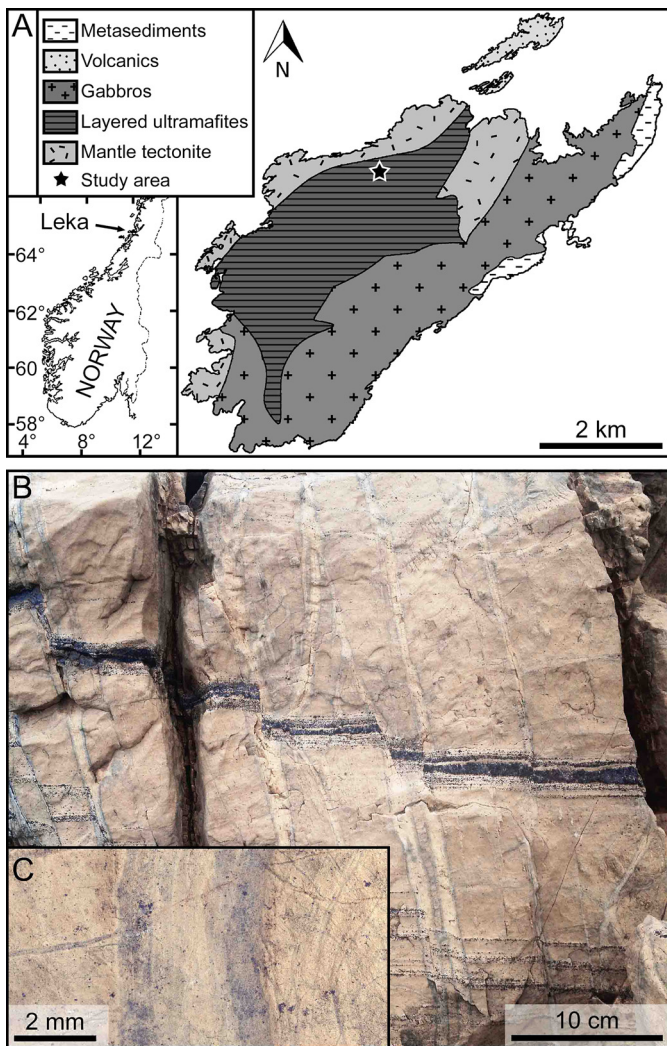 A
Metasediments
Volcanics
Gabbros
Layered ultramafites
Mantle tectonite
Study area
N
Leka
64°
62°
60°
58°
NORWAY
4°
8°
12°
2 km
B
C
2 mm
10 cm